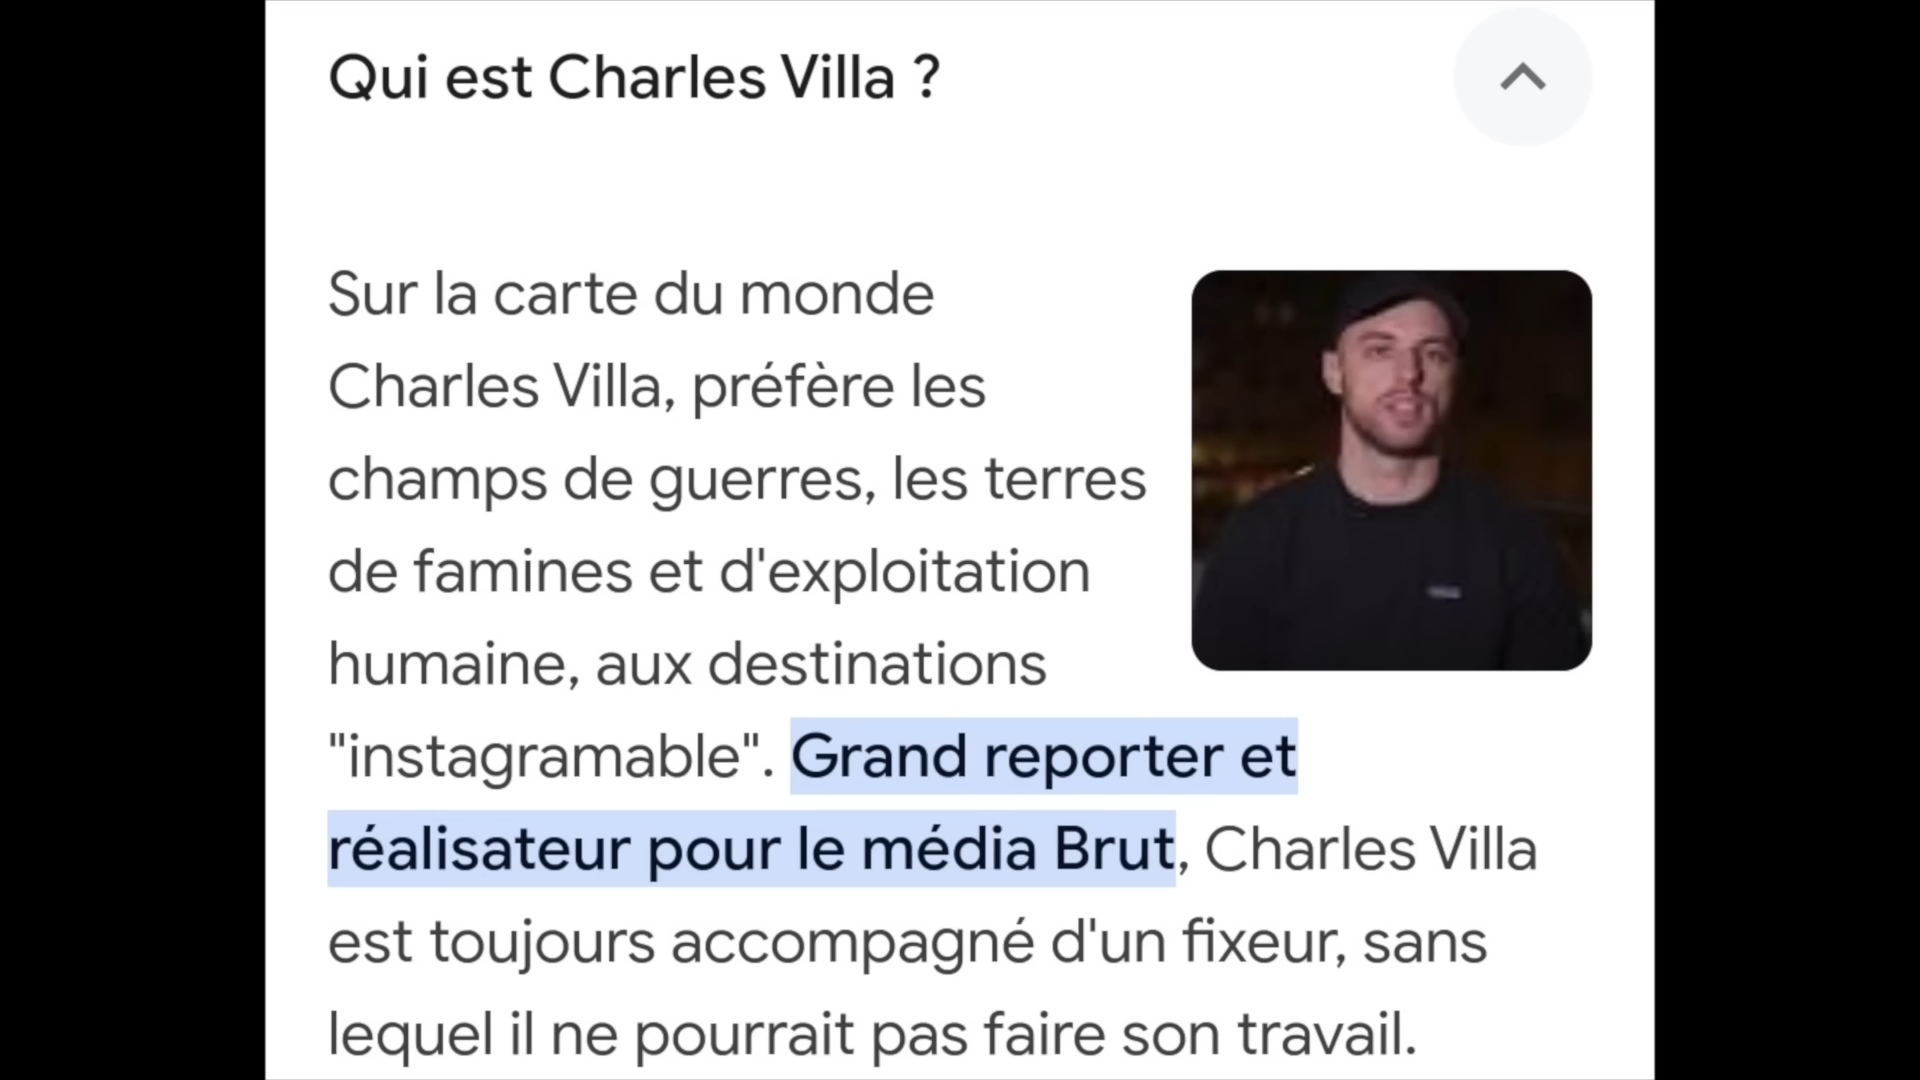 Qui est Charles Villa ?
Sur la carte du monde
Charles Villa, préfère les
champs de guerres, les terres
de famines et d'exploitation
humaine, aux destinations
"instagramable". Grand reporter et
réalisateur pour le média Brut, Charles Villa
est toujours accompagné d'un fixeur, sans
lequel il ne pourrait pas faire son travail.